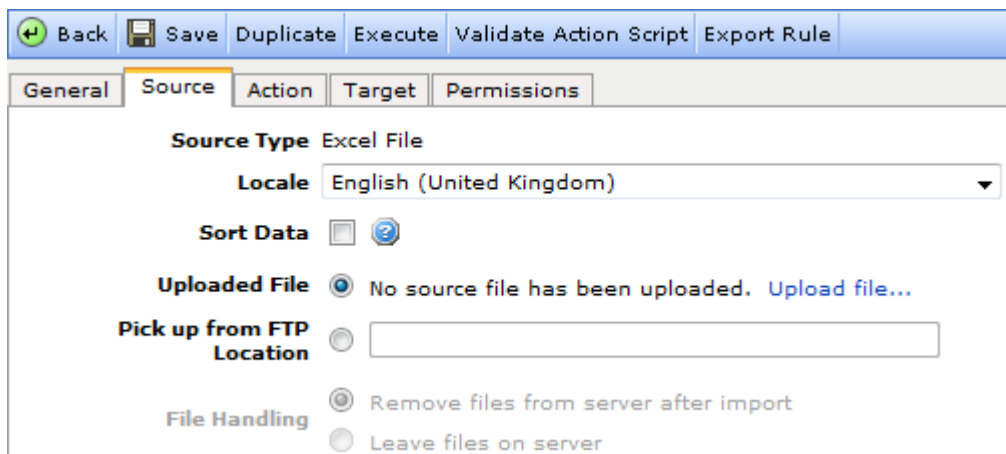 Back Save Duplicate Execute Validate Action Script Export Rule
General Source Action Target Permissions
Source Type Excel File
Locale English (United Kingdom)
Sort Data
Uploaded File No source file has been uploaded. Upload file...
Pick up from FTP
Location
File Handling Remove files from server after import
Leave files on server